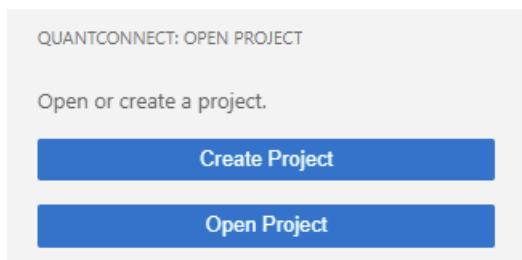 QUANTCONNECT: OPEN PROJECT
Open or create a project.
Create Project
Open Project